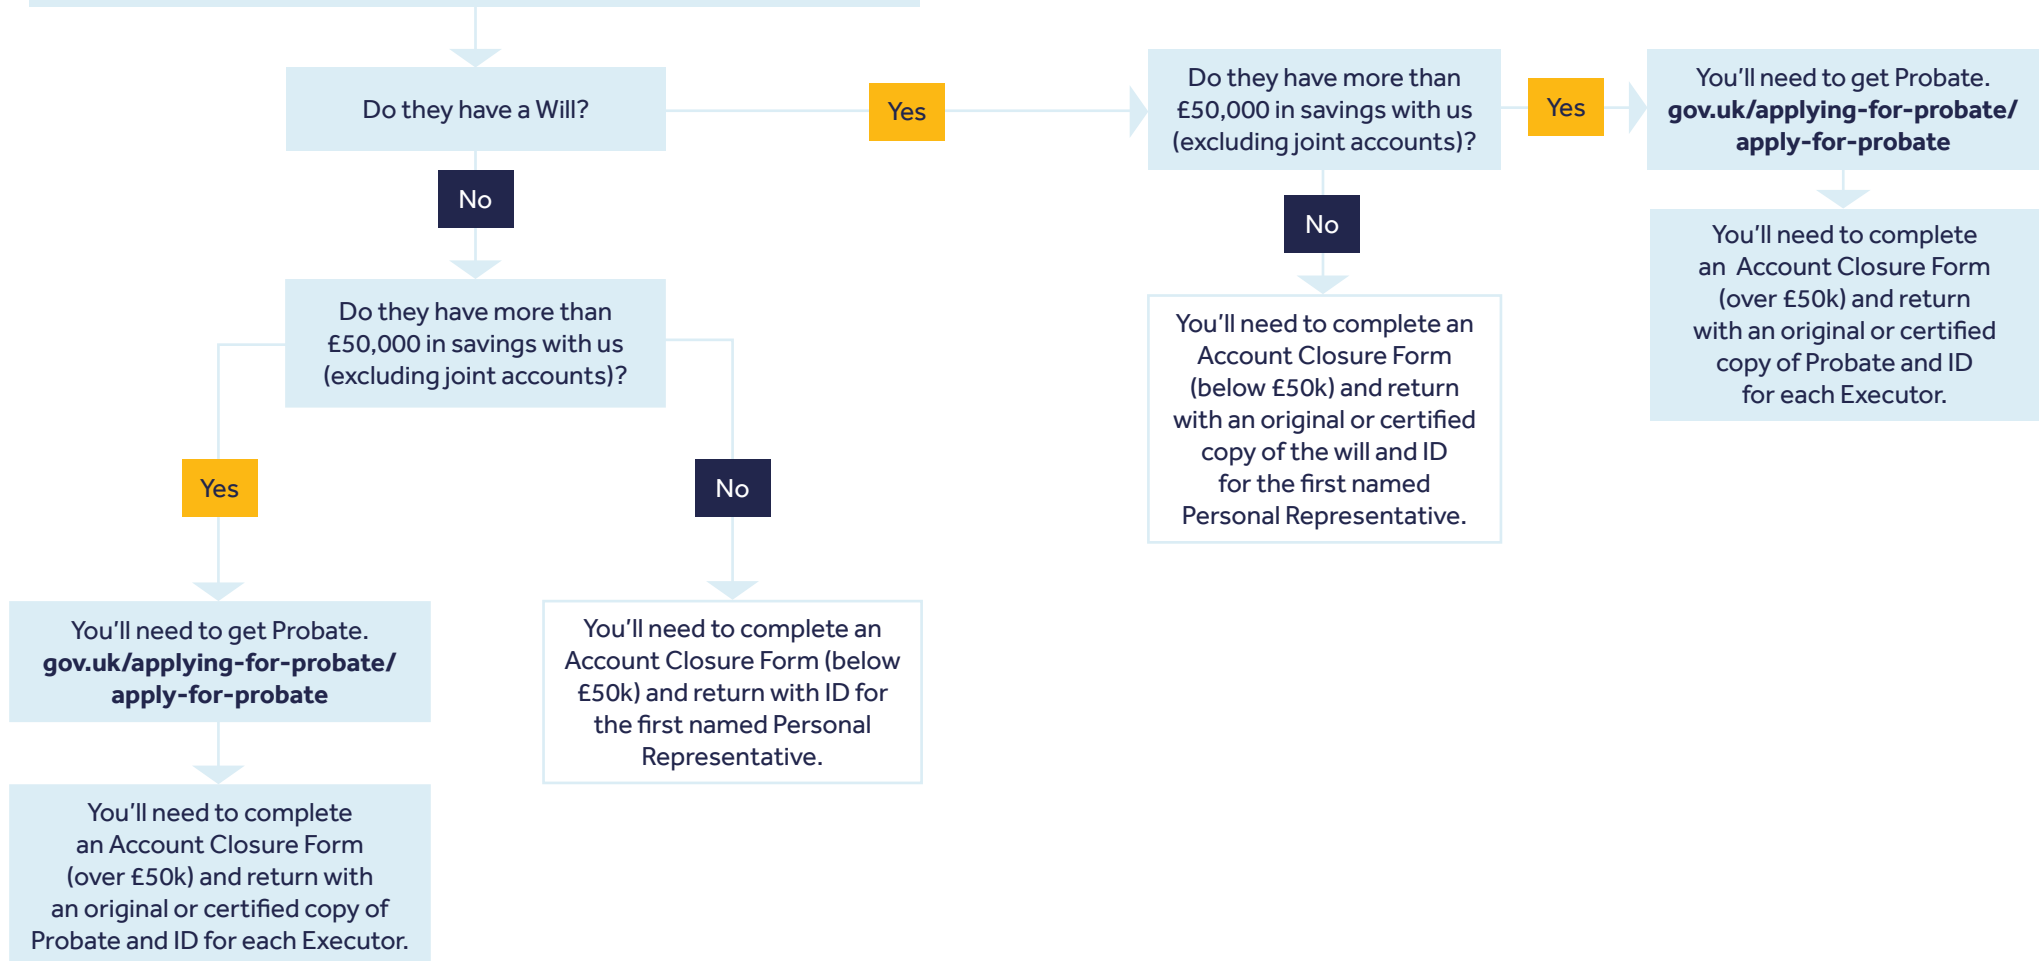 Do they have a Will?
Yes
Do they have more than
£50,000 in savings with us
(excluding joint accounts)?
Yes
You'll need to get Probate.
gov.uk/applying-for-probate/
apply-for-probate
No
No
You'll need to complete
an Account Closure Form
(over £50k) and return
with an original or certified
copy of Probate and ID
for each Executor.
Do they have more than
£50,000 in savings with us
(excluding joint accounts)?
You'll need to complete an
Account Closure Form
(below £50k) and return
with an original or certified
copy of the will and ID
for the first named
Personal Representative.
Yes
No
You'll need to get Probate.
gov.uk/applying-for-probate/
apply-for-probate
You'll need to complete an
Account Closure Form (below
£50k) and return with ID for
the first named Personal
Representative.
You'll need to complete
an Account Closure Form
(over £50k) and return with
an original or certified copy of
Probate and ID for each Executor.